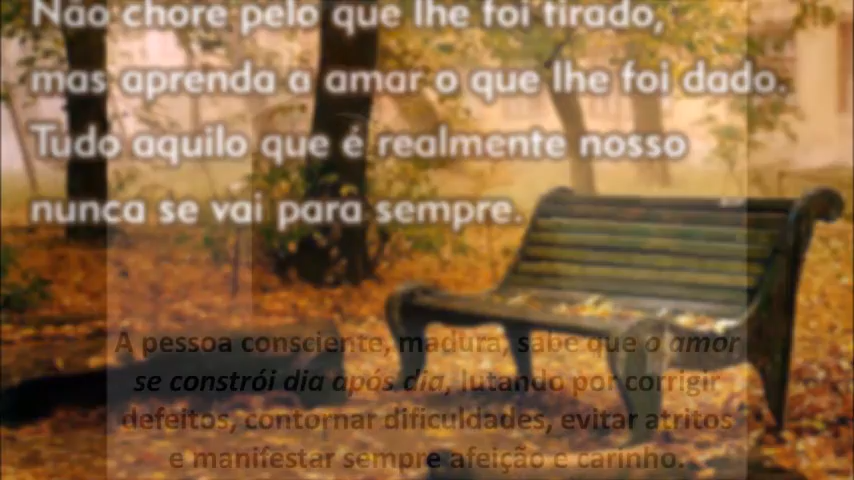 Não chore pelo que lhe foi tirado,
mas aprenda a amar o que lhe foi dado.
Tudo aquilo que é realmente nosso
nunca se vai para sempre.
A pessoa consciente, madura, sabe que o amor
se constrói dia após dia, lutando por corrigir
defeitos, contornar dificuldades, evitar atritos
e manifestar sempre afeição e carinho.